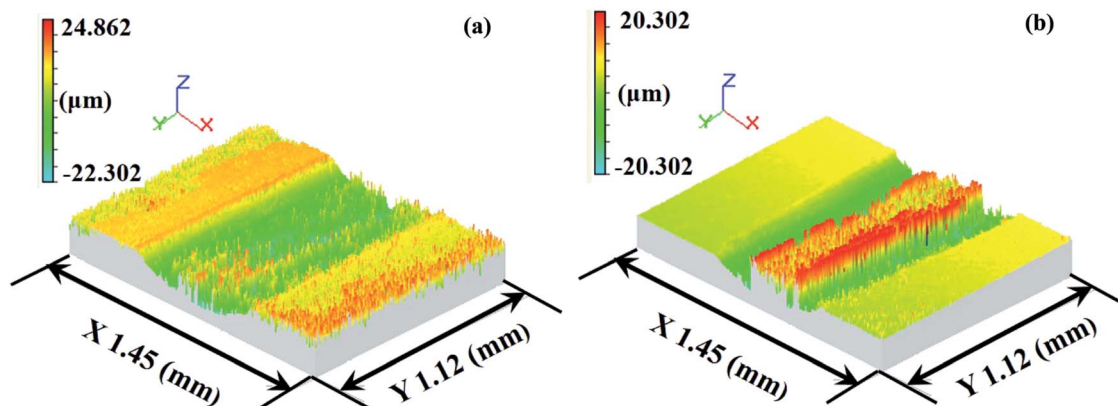 24.862
(a)
(μm)
Z
Y
X
-22.302
X 1.45 (mm)
Y 1.12 (mm)
20.302
(b)
(μm)
Z
Y
X
-20.302
X 1.45 (mm)
Y 1.12 (mm)